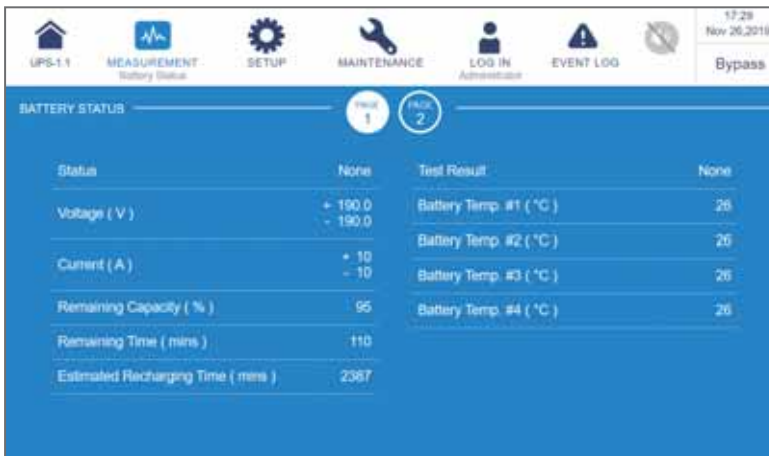 17:29
Nov 26,2019
Bypass
UPS-1.1
MEASUREMENT
Battery Status
SETUP
MAINTENANCE
LOG IN
Administrator
EVENT LOG
BATTERY STATUS
PAGE
1
PAGE
2
Status None
Voltage ( V ) + 190.0
- 190.0
Current ( A ) + 10
- 10
Remaining Capacity ( % ) 95
Remaining Time ( mins ) 110
Estimated Recharging Time ( mins ) 2367
Test Result None
Battery Temp. #1 ( °C ) 26
Battery Temp. #2 ( °C ) 26
Battery Temp. #3 ( °C ) 26
Battery Temp. #4 ( °C ) 26